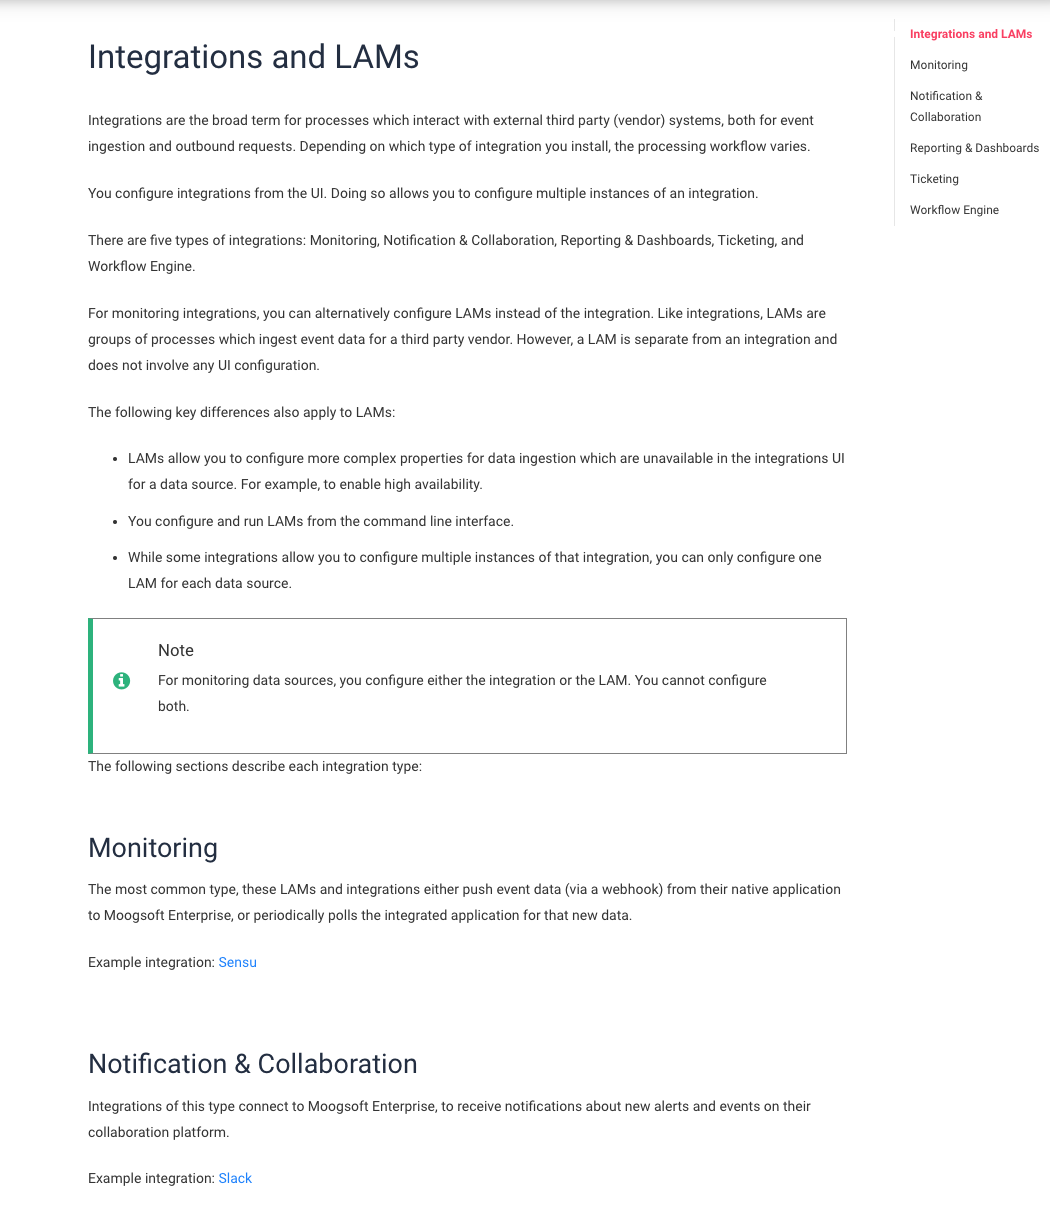 Integrations and LAMs
Integrations are the broad term for processes which interact with external third party (vendor) systems, both for event
ingestion and outbound requests. Depending on which type of integration you install, the processing workflow varies.
You configure integrations from the UI. Doing so allows you to configure multiple instances of an integration.
There are five types of integrations: Monitoring, Notification & Collaboration, Reporting & Dashboards, Ticketing, and
Workflow Engine.
For monitoring integrations, you can alternatively configure LAMs instead of the integration. Like integrations, LAMs are
groups of processes which ingest event data for a third party vendor. However, a LAM is separate from an integration and
does not involve any UI configuration.
The following key differences also apply to LAMs:
• LAMs allow you to configure more complex properties for data ingestion which are unavailable in the integrations UI
for a data source. For example, to enable high availability.
• You configure and run LAMs from the command line interface.
• While some integrations allow you to configure multiple instances of that integration, you can only configure one
LAM for each data source.
Note
For monitoring data sources, you configure either the integration or the LAM. You cannot configure
both.
The following sections describe each integration type:
Monitoring
The most common type, these LAMs and integrations either push event data (via a webhook) from their native application
to Moogsoft Enterprise, or periodically polls the integrated application for that new data.
Example integration: Sensu
Notification & Collaboration
Integrations of this type connect to Moogsoft Enterprise, to receive notifications about new alerts and events on their
collaboration platform.
Example integration: Slack
Integrations and LAMs
Monitoring
Notification &
Collaboration
Reporting & Dashboards
Ticketing
Workflow Engine